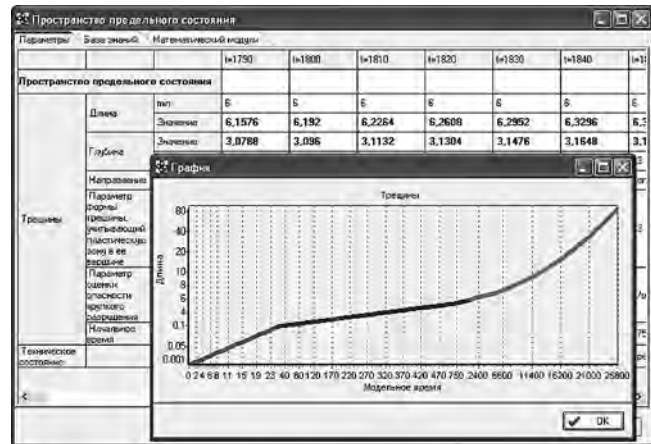 Пространство предельного состояния
Параметры База знаний Математический модуль
t=1790 t=1800 t=1810 t=1820 t=1830 t=1840
Пространство предельного состояния
Трещины
Длина
тип 6 6 6 6 6 6 6
Значение 6,1576 6,192 6,2264 6,2608 6,2952 6,3296
Глубина
Значение 3,0788 3,096 3,1132 3,1304 3,1476 3,1648
Направление
Параметр формы трещины, учитывающий пластическую зону в ее вершине
Параметр оценки опасности хрупкого разрушения
Начальное время
Техническое состояние
График
Трещины
Длина
80
40
20
10
8
6
4
0.1
0.05
0.001
0 2 4 6 8 11 15 19 23 40 80 120 170 220 270 320 370 420 470 750 2400 6600 11400 16200 21000 25800
Модельное время
OK